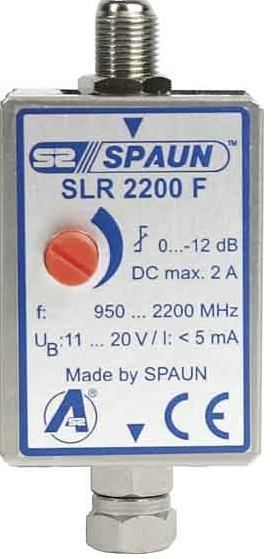 SPAUN™
SLR 2200 F
0...-12 dB
DC max. 2 A
f: 950 ... 2200 MHz
UB:11 ... 20 V / I: < 5 mA
Made by SPAUN
A CE